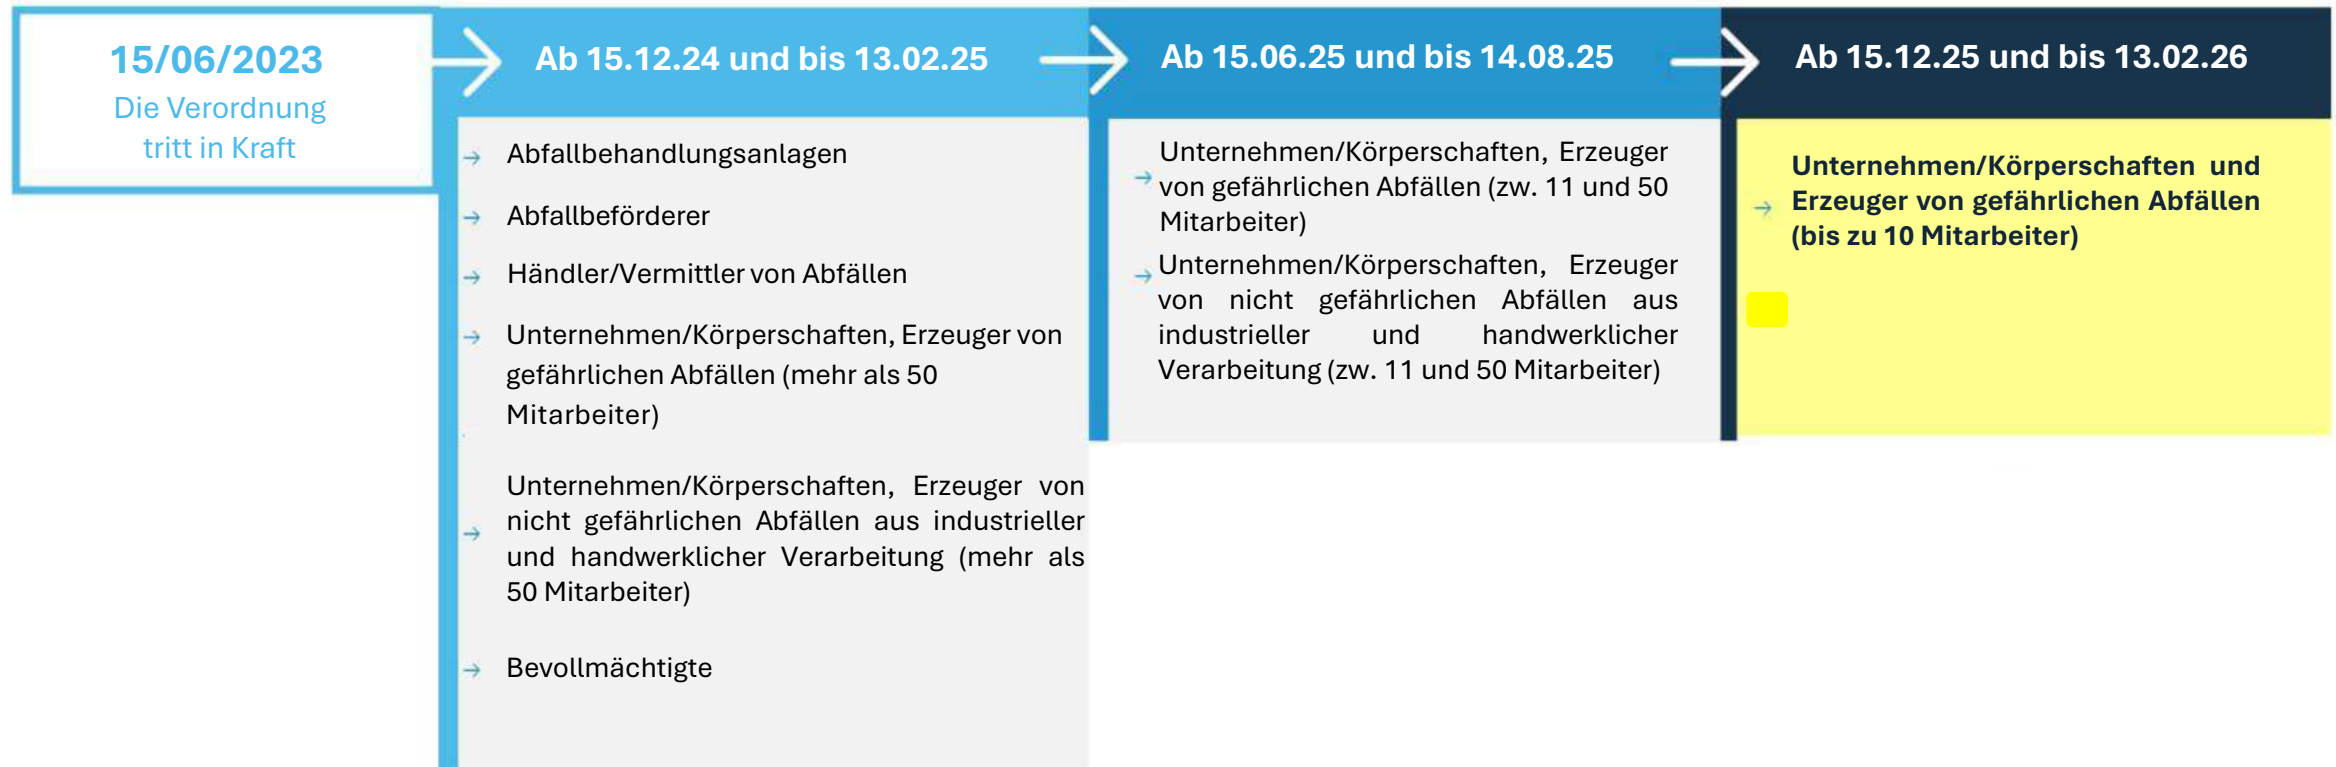 15/06/2023
Die Verordnung
tritt in Kraft
Ab 15.12.24 und bis 13.02.25
Abfallbehandlungsanlagen
Abfallbeförderer
Händler/Vermittler von Abfällen
Unternehmen/Körperschaften, Erzeuger von
gefährlichen Abfällen (mehr als 50
Mitarbeiter)
Unternehmen/Körperschaften, Erzeuger von
nicht gefährlichen Abfällen aus industrieller
und handwerklicher Verarbeitung (mehr als
50 Mitarbeiter)
Bevollmächtigte
Ab 15.06.25 und bis 14.08.25
Unternehmen/Körperschaften, Erzeuger
von gefährlichen Abfällen (zw. 11 und 50
Mitarbeiter)
Unternehmen/Körperschaften, Erzeuger
von nicht gefährlichen Abfällen aus
industrieller und handwerklicher
Verarbeitung (zw. 11 und 50 Mitarbeiter)
Ab 15.12.25 und bis 13.02.26
Unternehmen/Körperschaften und
Erzeuger von gefährlichen Abfällen
(bis zu 10 Mitarbeiter)